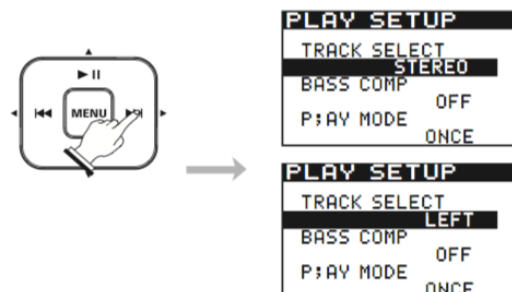 MENU
PLAY SETUP
TRACK SELECT
STEREO
BASS COMP
OFF
P;AY MODE
ONCE
PLAY SETUP
TRACK SELECT
LEFT
BASS COMP
OFF
P;AY MODE
ONCE